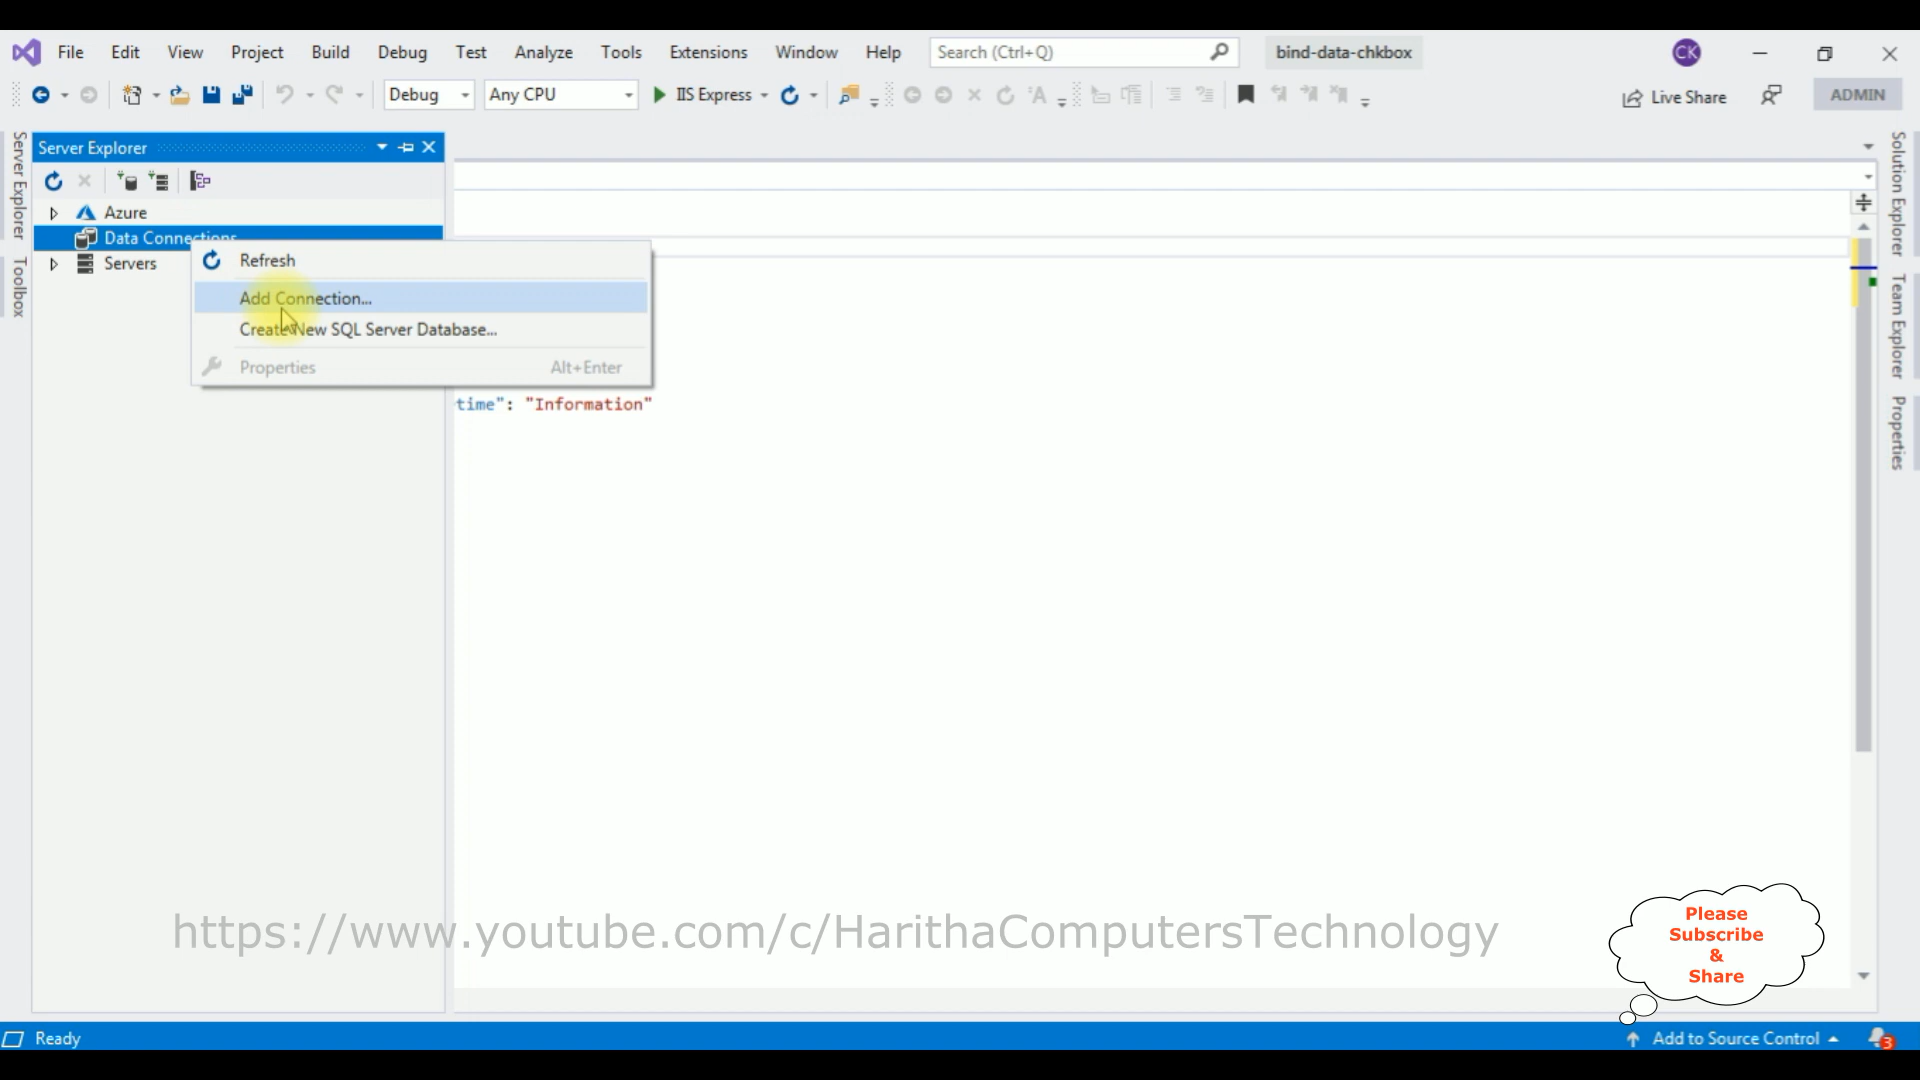 File Edit View Project Build Debug Test Analyze Tools Extensions Window Help Search (Ctrl+Q) bind-data-chkbox CK
Debug Any CPU IIS Express Live Share ADMIN
Server Explorer
Toolbox
Server Explorer
Azure
Data Connections
Servers
Refresh
Add Connection...
Create New SQL Server Database...
Properties Alt+Enter
time": "Information"
Solution Explorer
Team Explorer
Properties
https://www.youtube.com/c/HarithaComputersTechnology
Please
Subscribe
&
Share
Ready Add to Source Control 3